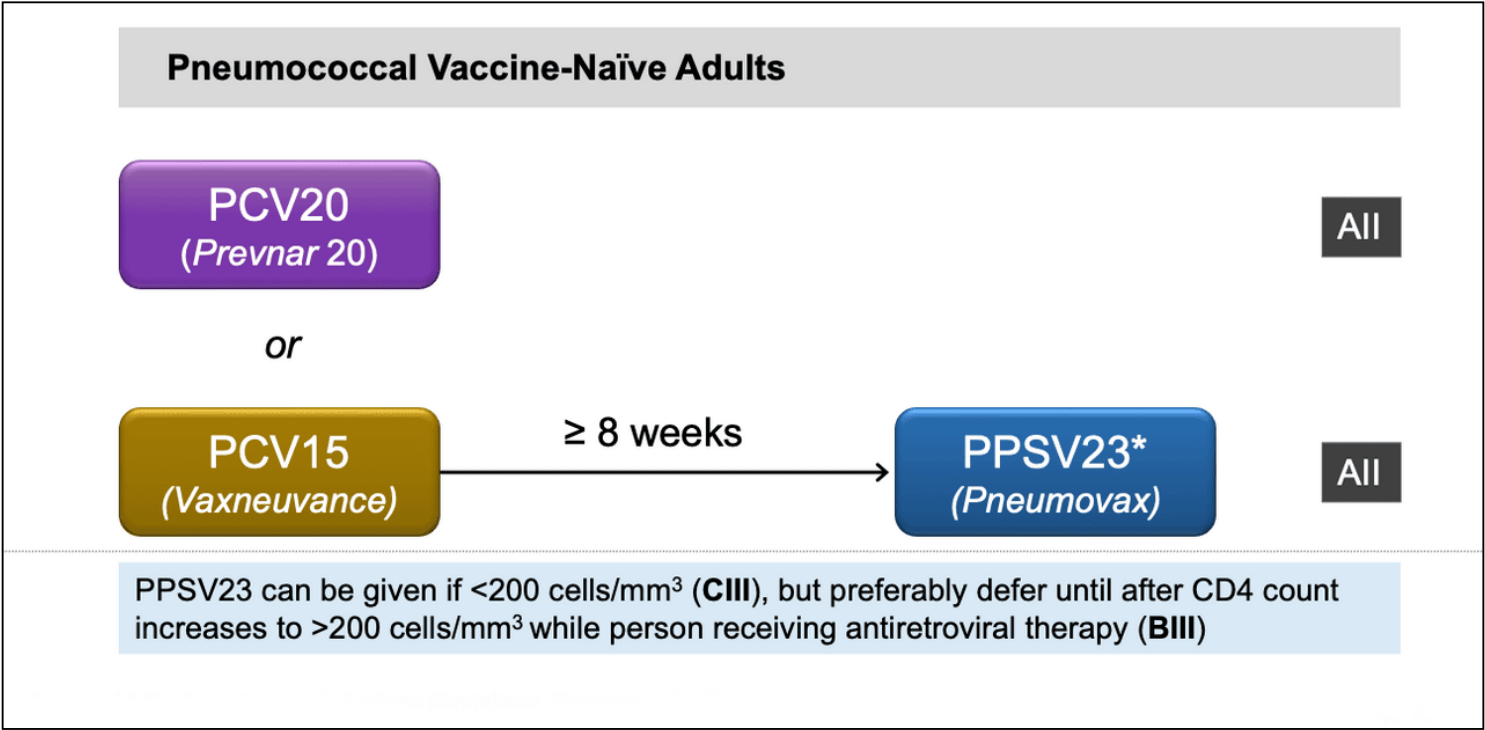 Pneumococcal Vaccine-Naïve Adults
PCV20
(Prevnar 20)
AII
or
PCV15
(Vaxneuvance)
≥ 8 weeks
PPSV23*
(Pneumovax)
AII
PPSV23 can be given if <200 cells/mm³ (CIII), but preferably defer until after CD4 count
increases to >200 cells/mm³ while person receiving antiretroviral therapy (BIII)